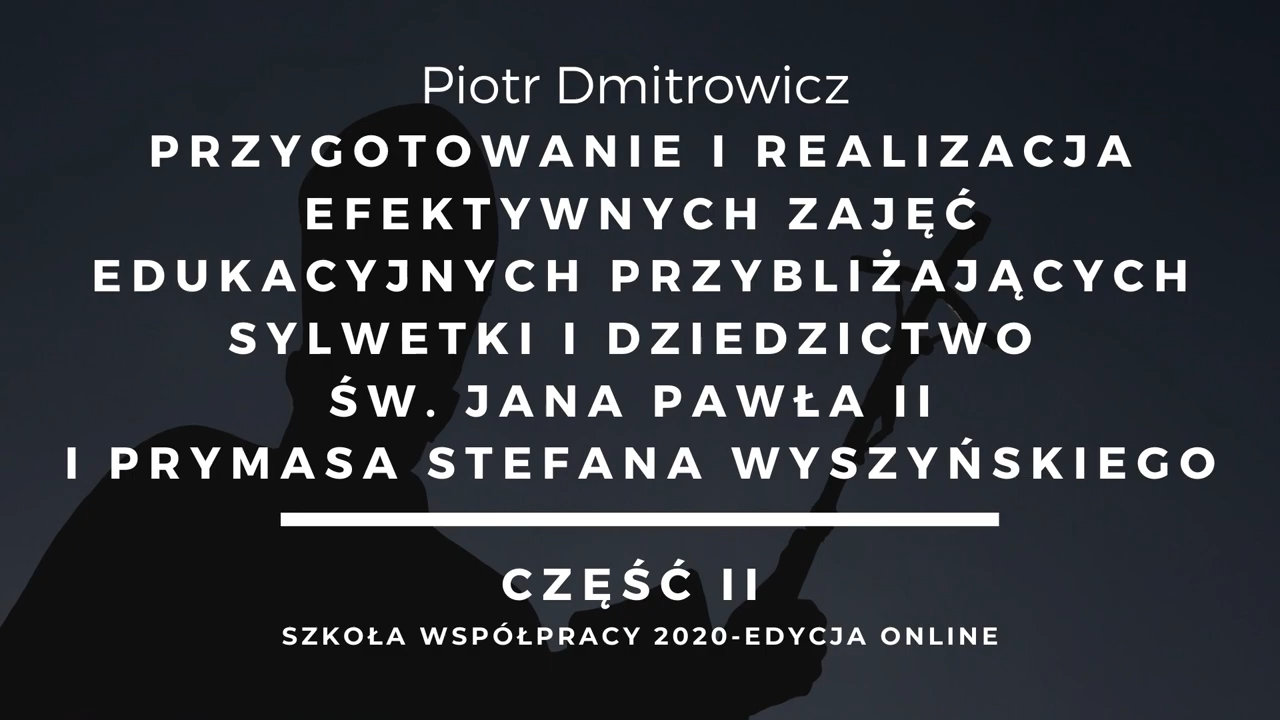 Piotr Dmitrowicz
PRZYGOTOWANIE I REALIZACJA
EFEKTYWNYCH ZAJĘĆ
EDUKACYJNYCH PRZYBLIŻAJĄCYCH
SYLWETKI I DZIEDZICTWO
ŚW. JANA PAWŁA II
I PRYMASA STEFANA WYSZYŃSKIEGO
CZĘŚĆ II
SZKOŁA WSPÓŁPRACY 2020-EDYCJA ONLINE